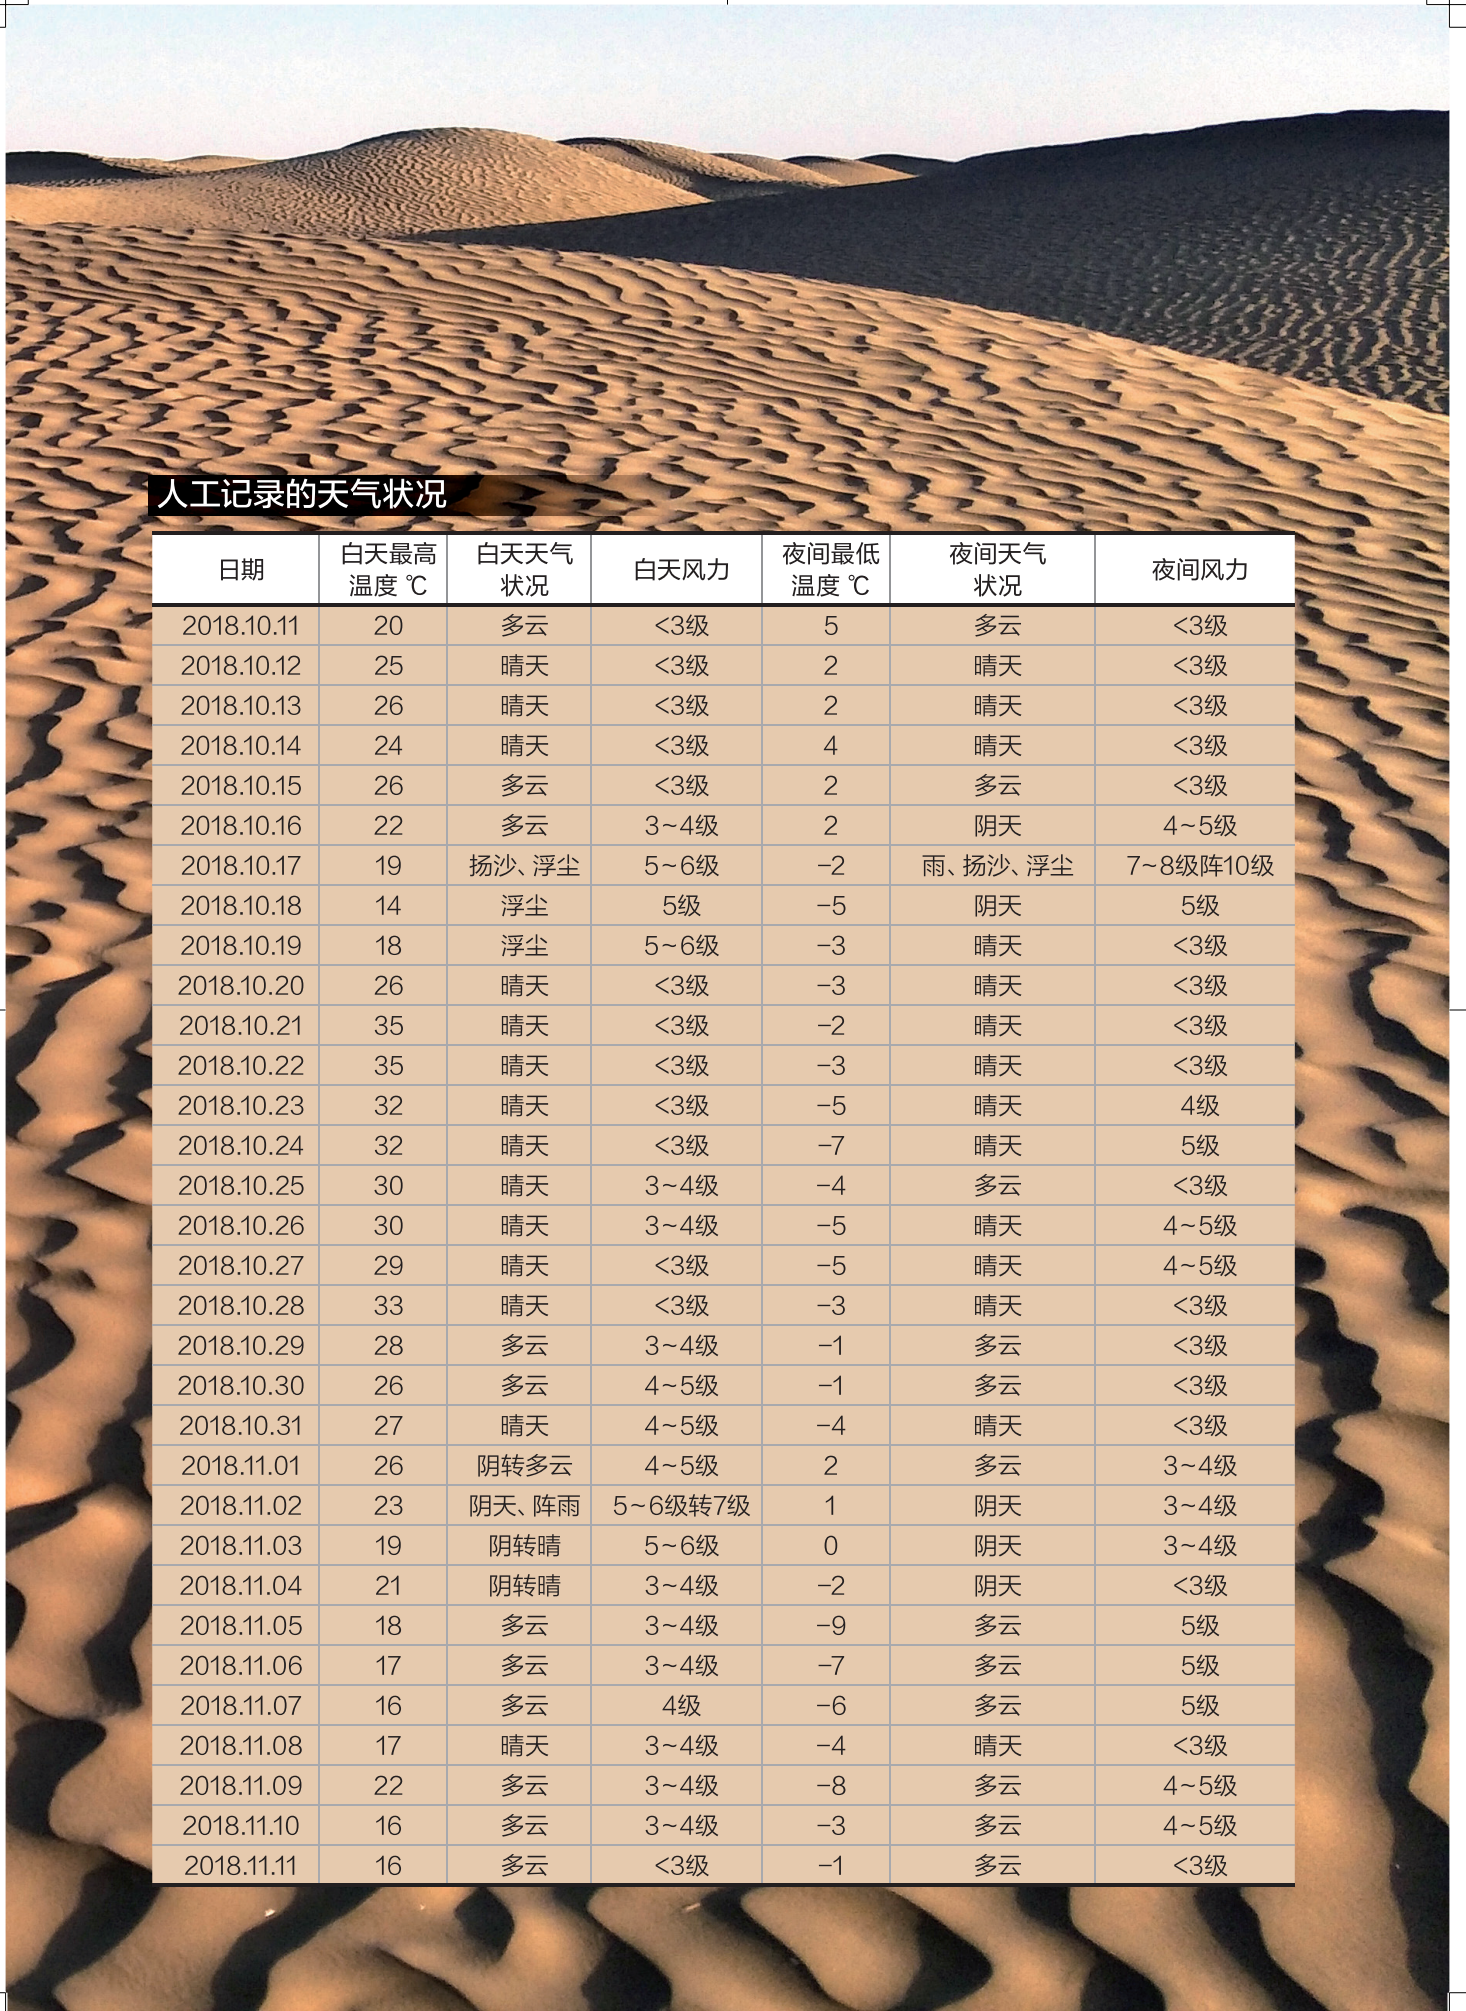 人工记录的天气状况
日期 白天最高温度 ℃ 白天天气状况 白天风力 夜间最低温度 ℃ 夜间天气状况 夜间风力
2018.10.11 20 多云 <3级 5 多云 <3级
2018.10.12 25 晴天 <3级 2 晴天 <3级
2018.10.13 26 晴天 <3级 2 晴天 <3级
2018.10.14 24 晴天 <3级 4 晴天 <3级
2018.10.15 26 多云 <3级 2 多云 <3级
2018.10.16 22 多云 3~4级 2 阴天 4~5级
2018.10.17 19 扬沙、浮尘 5~6级 –2 雨、扬沙、浮尘 7~8级阵10级
2018.10.18 14 浮尘 5级 –5 阴天 5级
2018.10.19 18 浮尘 5~6级 –3 晴天 <3级
2018.10.20 26 晴天 <3级 –3 晴天 <3级
2018.10.21 35 晴天 <3级 –2 晴天 <3级
2018.10.22 35 晴天 <3级 –3 晴天 <3级
2018.10.23 32 晴天 <3级 –5 晴天 4级
2018.10.24 32 晴天 <3级 –7 晴天 5级
2018.10.25 30 晴天 3~4级 –4 多云 <3级
2018.10.26 30 晴天 3~4级 –5 晴天 4~5级
2018.10.27 29 晴天 <3级 –5 晴天 4~5级
2018.10.28 33 晴天 <3级 –3 晴天 <3级
2018.10.29 28 多云 3~4级 –1 多云 <3级
2018.10.30 26 多云 4~5级 –1 多云 <3级
2018.10.31 27 晴天 4~5级 –4 晴天 <3级
2018.11.01 26 阴转多云 4~5级 2 多云 3~4级
2018.11.02 23 阴天、阵雨 5~6级转7级 1 阴天 3~4级
2018.11.03 19 阴转晴 5~6级 0 阴天 3~4级
2018.11.04 21 阴转晴 3~4级 –2 阴天 <3级
2018.11.05 18 多云 3~4级 –9 多云 5级
2018.11.06 17 多云 3~4级 –7 多云 5级
2018.11.07 16 多云 4级 –6 多云 5级
2018.11.08 17 晴天 3~4级 –4 晴天 <3级
2018.11.09 22 多云 3~4级 –8 多云 4~5级
2018.11.10 16 多云 3~4级 –3 多云 4~5级
2018.11.11 16 多云 <3级 –1 多云 <3级